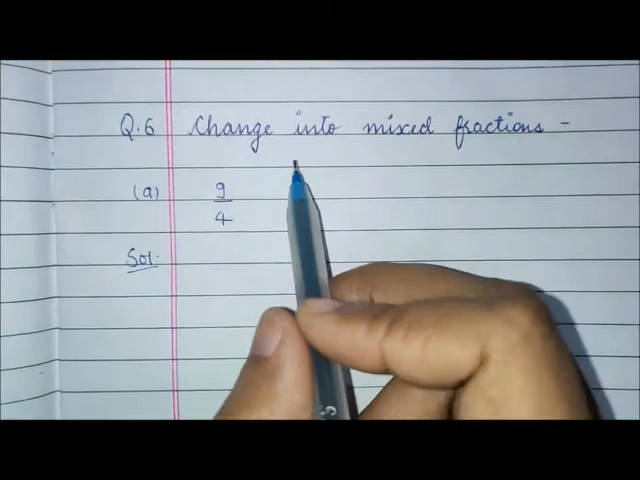 Q.6 Change into mixed fractions -
(a) 9/4
Sol.